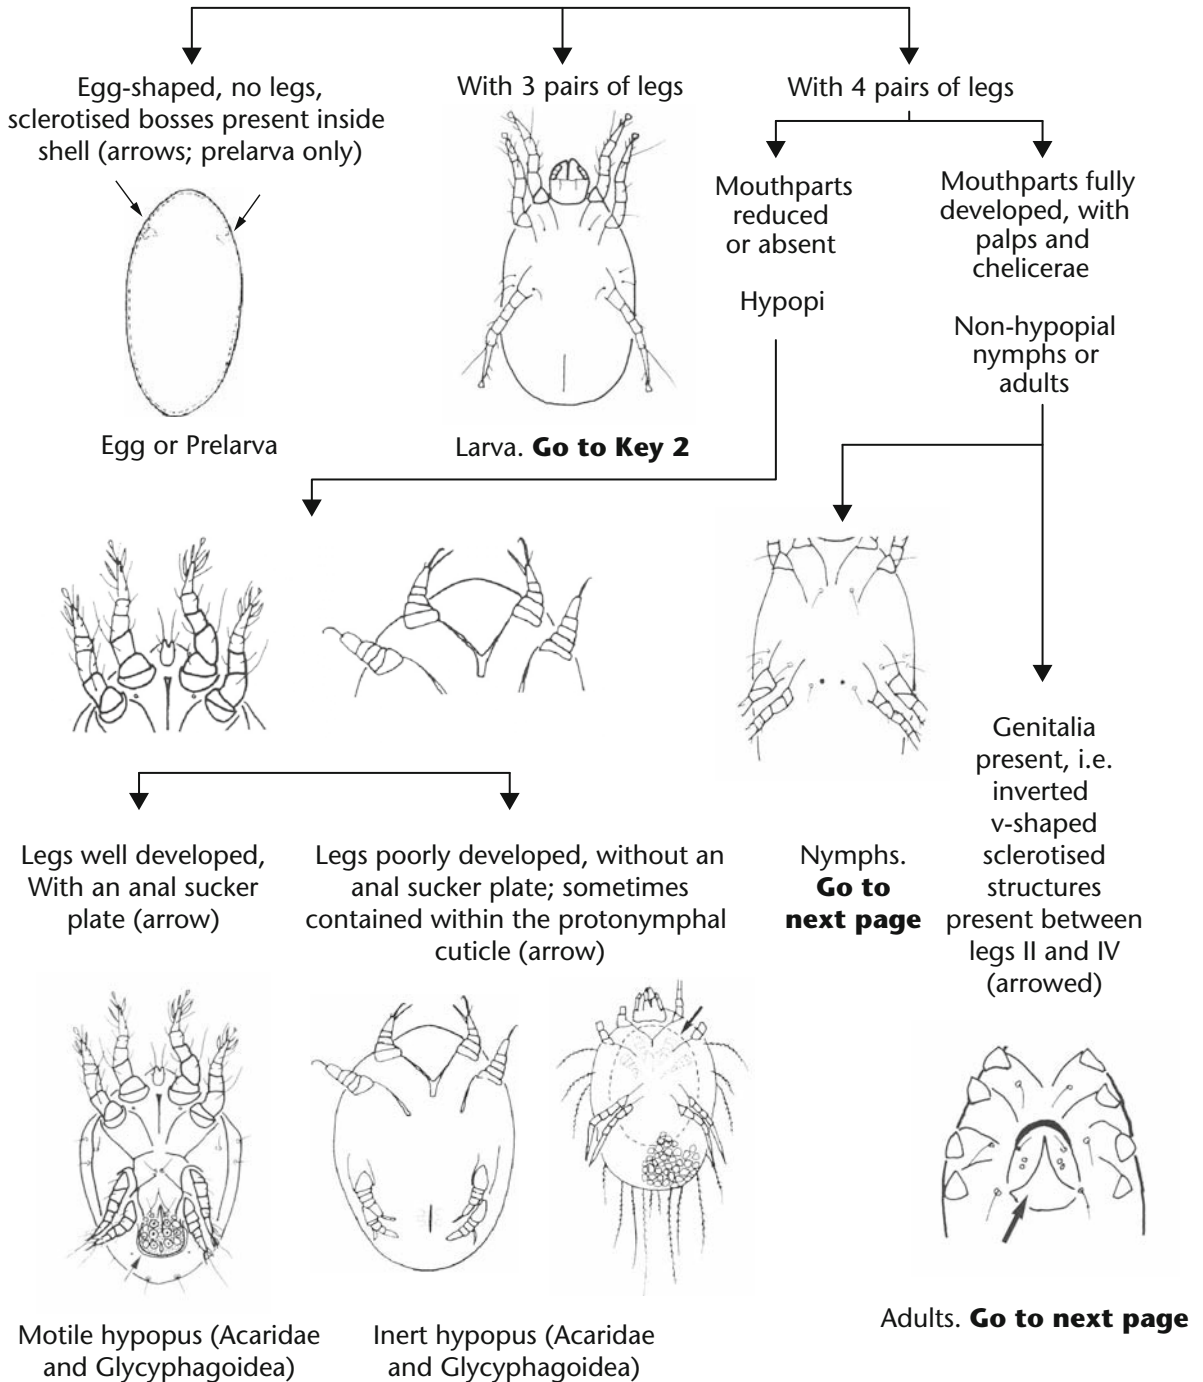 Egg-shaped, no legs,
sclerotised bosses present inside
shell (arrows; prelarva only)
With 3 pairs of legs
With 4 pairs of legs
Mouthparts
reduced
or absent
Hypopi
Mouthparts fully
developed, with
palps and
chelicerae
Non-hypopial
nymphs or
adults
Egg or Prelarva
Larva. Go to Key 2
Legs well developed,
With an anal sucker
plate (arrow)
Legs poorly developed, without an
anal sucker plate; sometimes
contained within the protonymphal
cuticle (arrow)
Nymphs.
Go to
next page
Genitalia
present, i.e.
inverted
v-shaped
sclerotised
structures
present between
legs II and IV
(arrowed)
Motile hypopus (Acaridae
and Glycyphagoidea)
Inert hypopus (Acaridae
and Glycyphagoidea)
Adults. Go to next page